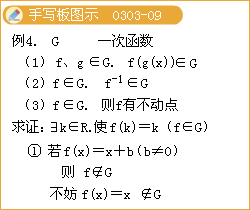 手写板图示 0303-09
例4. G 一次函数
(1) f、g∈G. f(g(x))∈G
(2) f∈G. f⁻¹∈G
(3) f∈G. 则f有不动点
求证:∃k∈R.使f(k)=k (f∈G)
① 若f(x)=x+b(b≠0)
则 f∉G
不妨f(x)=x ∉G